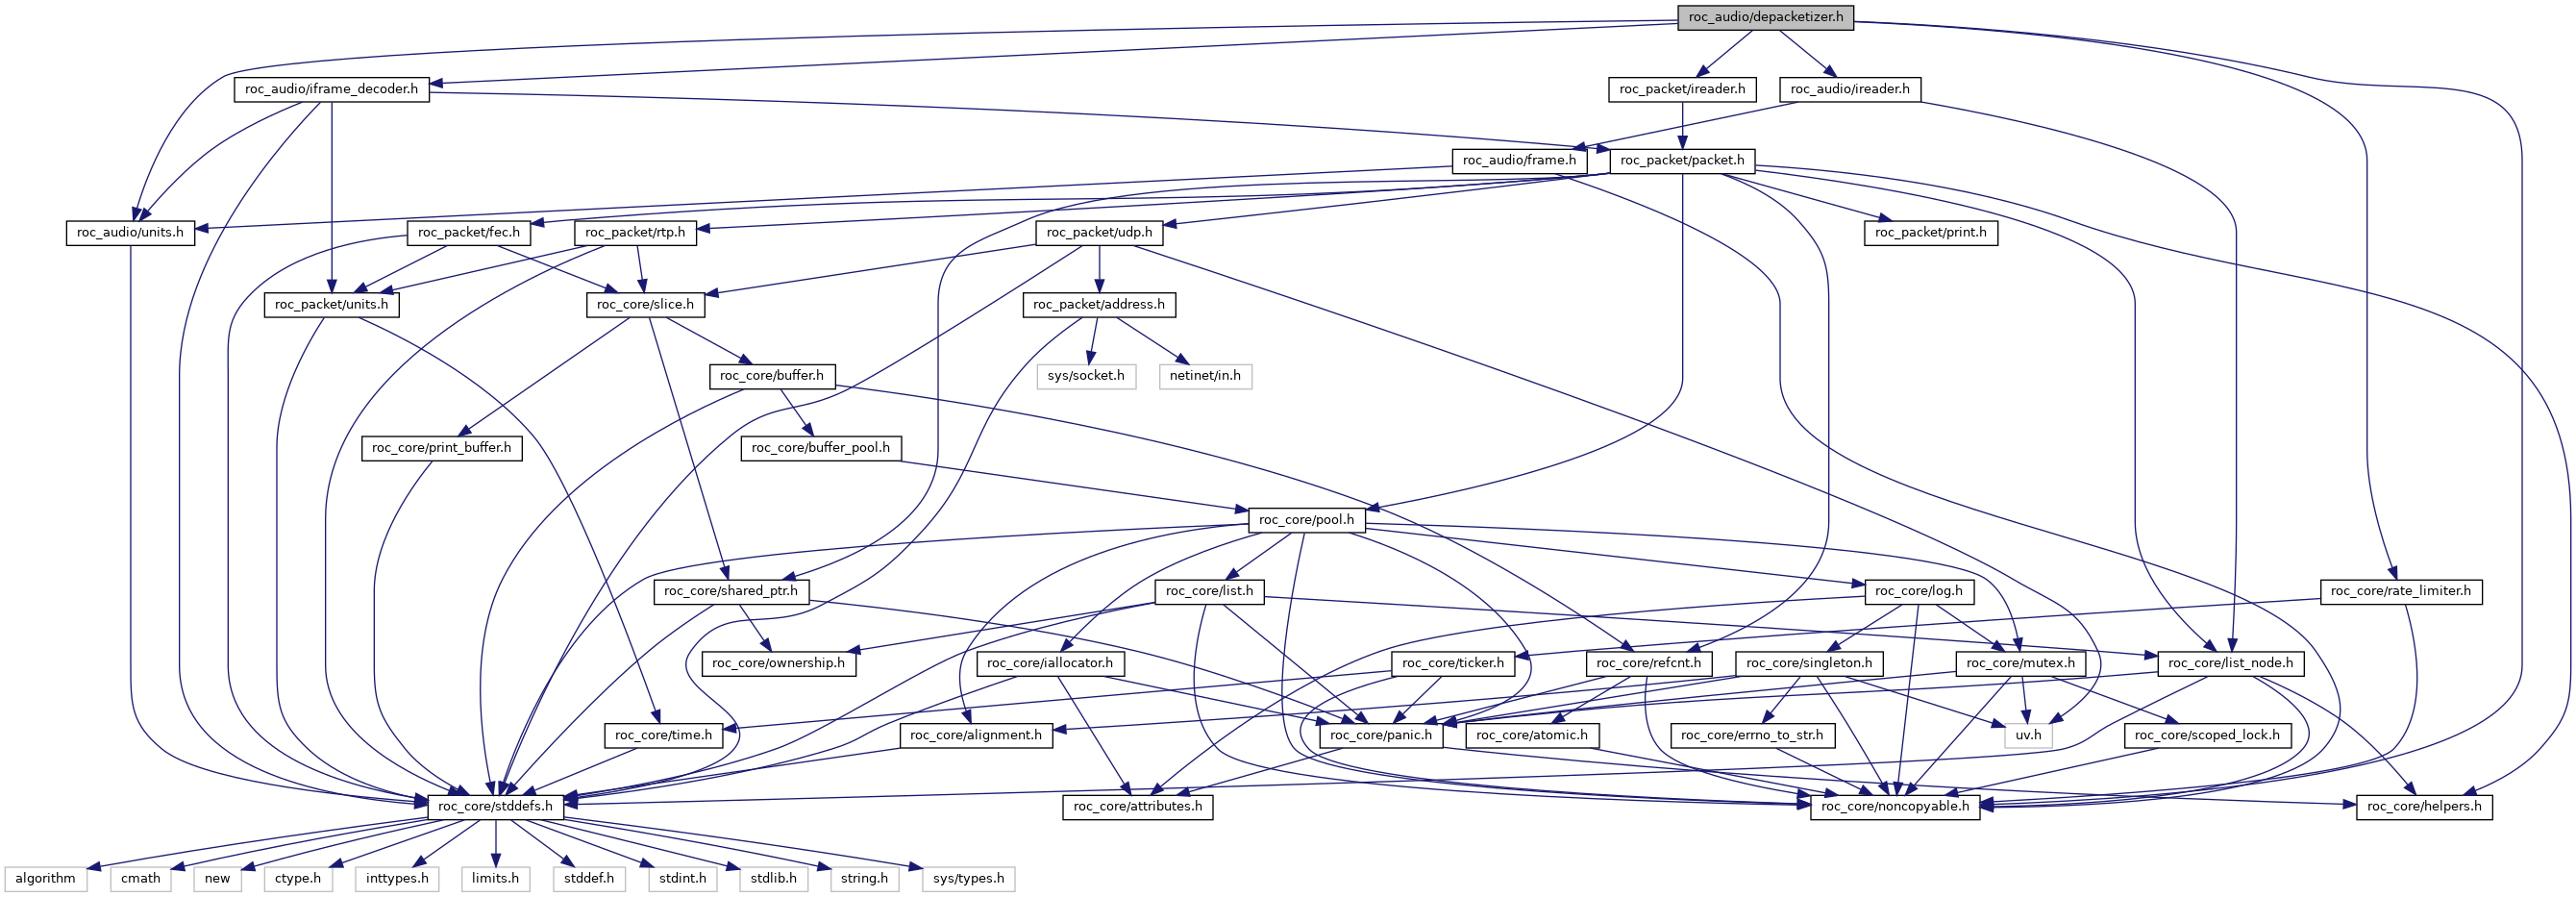 roc_audio/depacketizer.h
roc_audio/iframe_decoder.h
roc_packet/ireader.h
roc_audio/ireader.h
roc_audio/frame.h
roc_packet/packet.h
roc_audio/units.h
roc_packet/fec.h
roc_packet/rtp.h
roc_packet/udp.h
roc_packet/print.h
roc_packet/units.h
roc_core/slice.h
roc_packet/address.h
roc_core/buffer.h
sys/socket.h
netinet/in.h
roc_core/print_buffer.h
roc_core/buffer_pool.h
roc_core/pool.h
roc_core/shared_ptr.h
roc_core/list.h
roc_core/log.h
roc_core/rate_limiter.h
roc_core/ownership.h
roc_core/iallocator.h
roc_core/ticker.h
roc_core/refcnt.h
roc_core/singleton.h
roc_core/mutex.h
roc_core/list_node.h
roc_core/time.h
roc_core/alignment.h
roc_core/panic.h
roc_core/atomic.h
roc_core/errno_to_str.h
uv.h
roc_core/scoped_lock.h
roc_core/stddefs.h
roc_core/attributes.h
roc_core/noncopyable.h
roc_core/helpers.h
algorithm
cmath
new
ctype.h
inttypes.h
limits.h
stddef.h
stdint.h
stdlib.h
string.h
sys/types.h